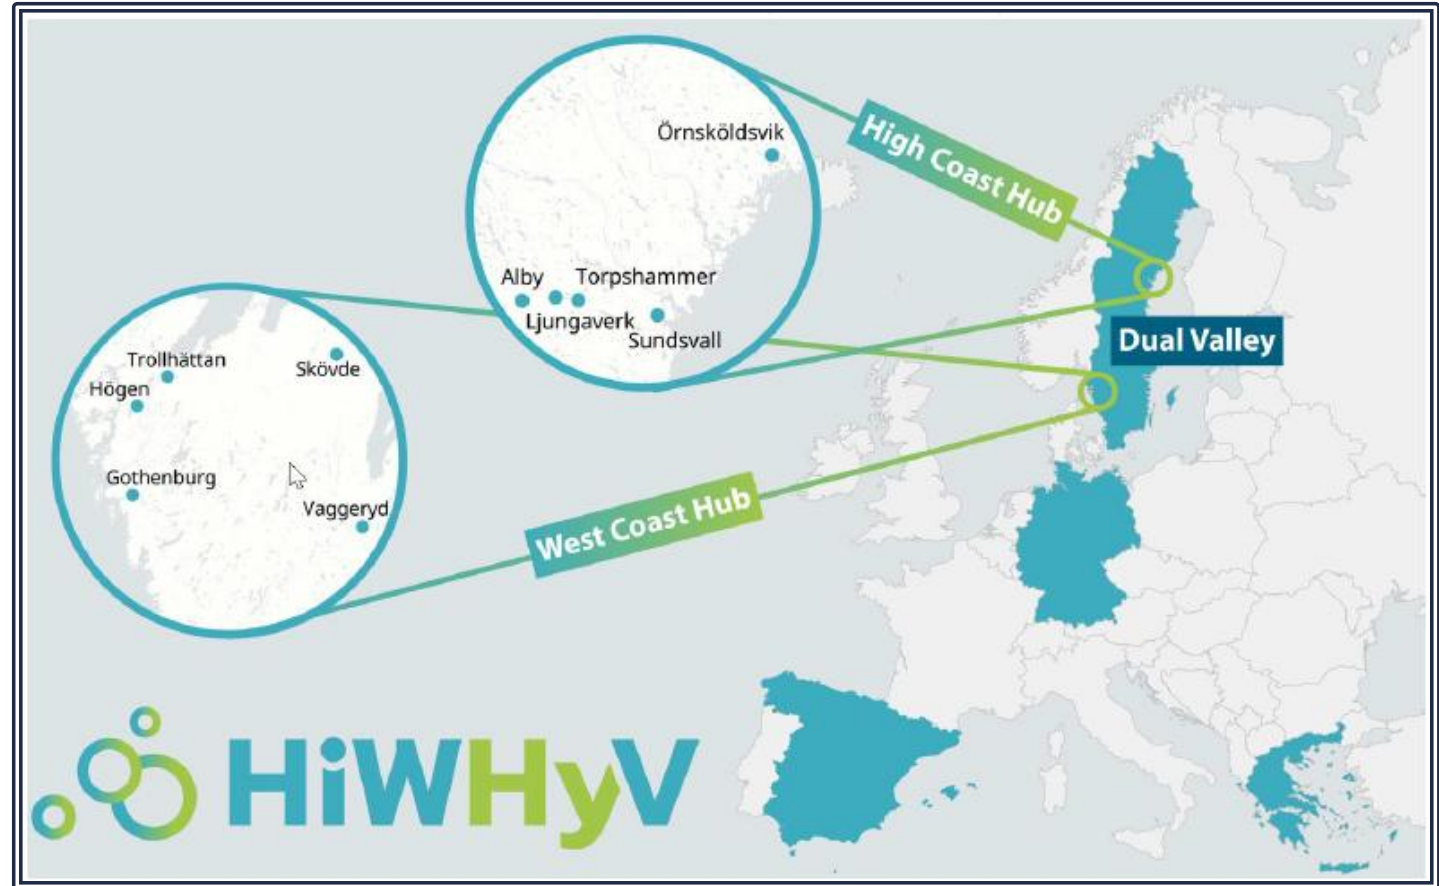 High Coast Hub
Örnsköldsvik
Alby
Torpshammer
Ljungaverk
Sundsvall
Dual Valley
Trollhättan
Skövde
Högen
Gothenburg
Vaggeryd
West Coast Hub
HiWHyV